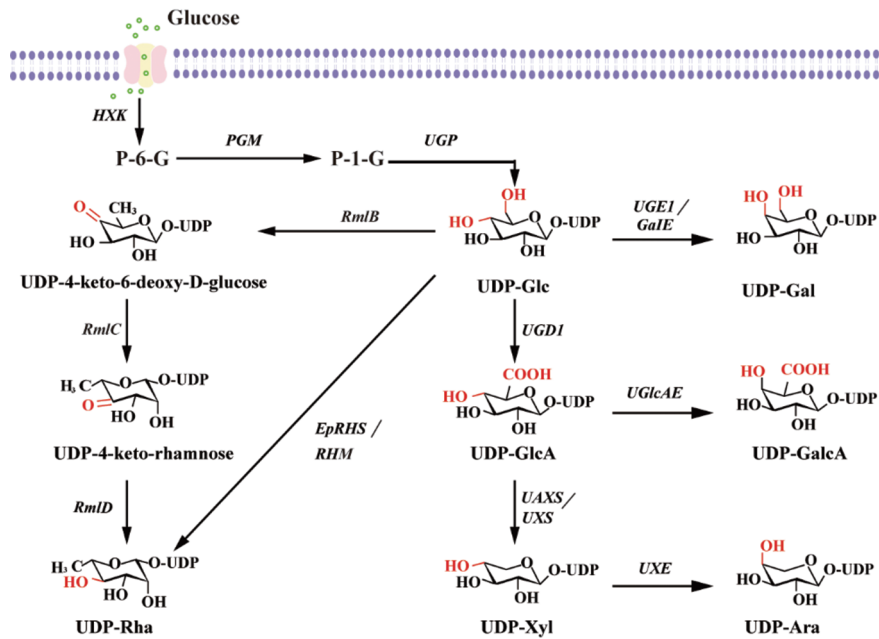 Glucose
HXK
P-6-G
PGM
P-1-G
UGP
O
CH₃
O
O-UDP
HO
OH
UDP-4-keto-6-deoxy-D-glucose
RmlB
OH
HO
O
HO
OH
O-UDP
UDP-Glc
UGE1/
GalE
HO
OH
O
HO
OH
O-UDP
UDP-Gal
RmlC
UGD1
H₃C
O
O-UDP
O
HO
OH
UDP-4-keto-rhamnose
EpRHS/
RHM
COOH
HO
O
HO
OH
O-UDP
UDP-GlcA
UGlcAE
HO
COOH
O
HO
OH
O-UDP
UDP-GalcA
RmlD
UAXS/
UXS
H₃C
O
O-UDP
HO
HO
OH
UDP-Rha
HO
O
HO
OH
O-UDP
UDP-Xyl
UXE
OH
O
HO
OH
O-UDP
UDP-Ara